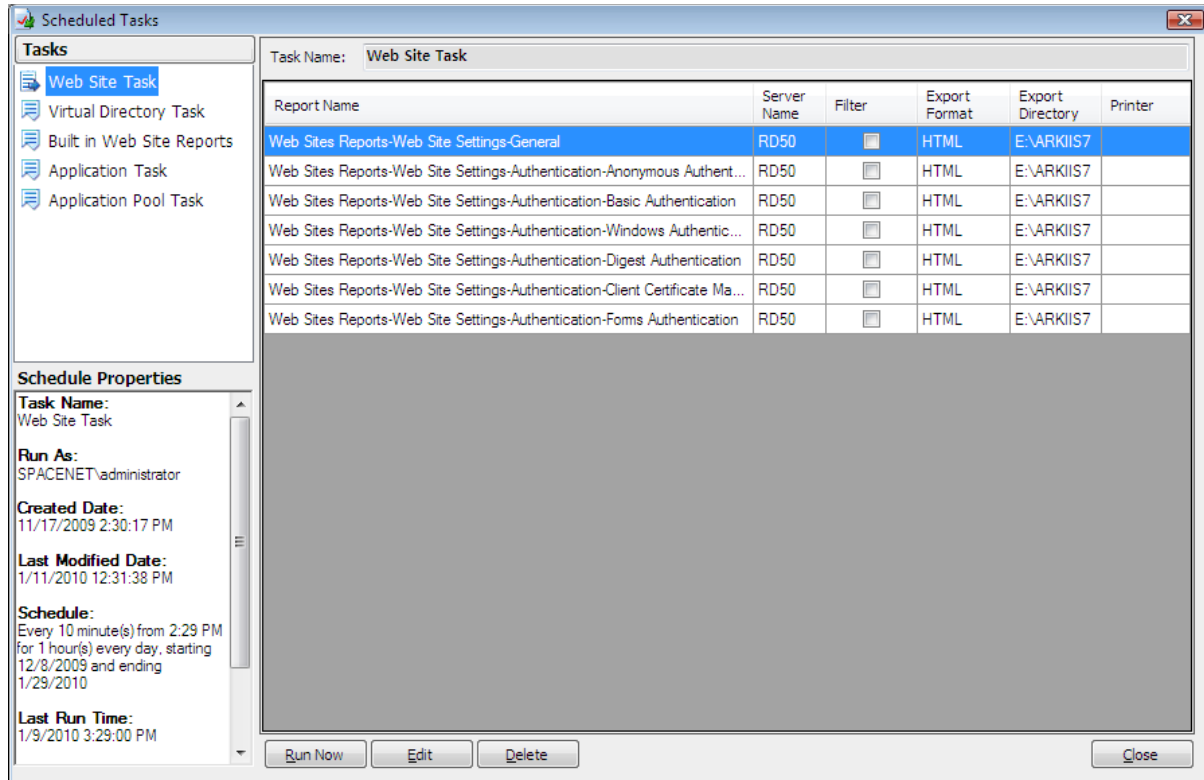 Scheduled Tasks
Tasks
Web Site Task
Virtual Directory Task
Built in Web Site Reports
Application Task
Application Pool Task
Task Name: Web Site Task
Report Name Server Name Filter Export Format Export Directory Printer
Web Sites Reports-Web Site Settings-General RD50 HTML E:\ARKIIS7
Web Sites Reports-Web Site Settings-Authentication-Anonymous Authent... RD50 HTML E:\ARKIIS7
Web Sites Reports-Web Site Settings-Authentication-Basic Authentication RD50 HTML E:\ARKIIS7
Web Sites Reports-Web Site Settings-Authentication-Windows Authentic... RD50 HTML E:\ARKIIS7
Web Sites Reports-Web Site Settings-Authentication-Digest Authentication RD50 HTML E:\ARKIIS7
Web Sites Reports-Web Site Settings-Authentication-Client Certificate Ma... RD50 HTML E:\ARKIIS7
Web Sites Reports-Web Site Settings-Authentication-Forms Authentication RD50 HTML E:\ARKIIS7
Schedule Properties
Task Name:
Web Site Task
Run As:
SPACENET\administrator
Created Date:
11/17/2009 2:30:17 PM
Last Modified Date:
1/11/2010 12:31:38 PM
Schedule:
Every 10 minute(s) from 2:29 PM
for 1 hour(s) every day, starting
12/8/2009 and ending
1/29/2010
Last Run Time:
1/9/2010 3:29:00 PM
Run Now Edit Delete Close